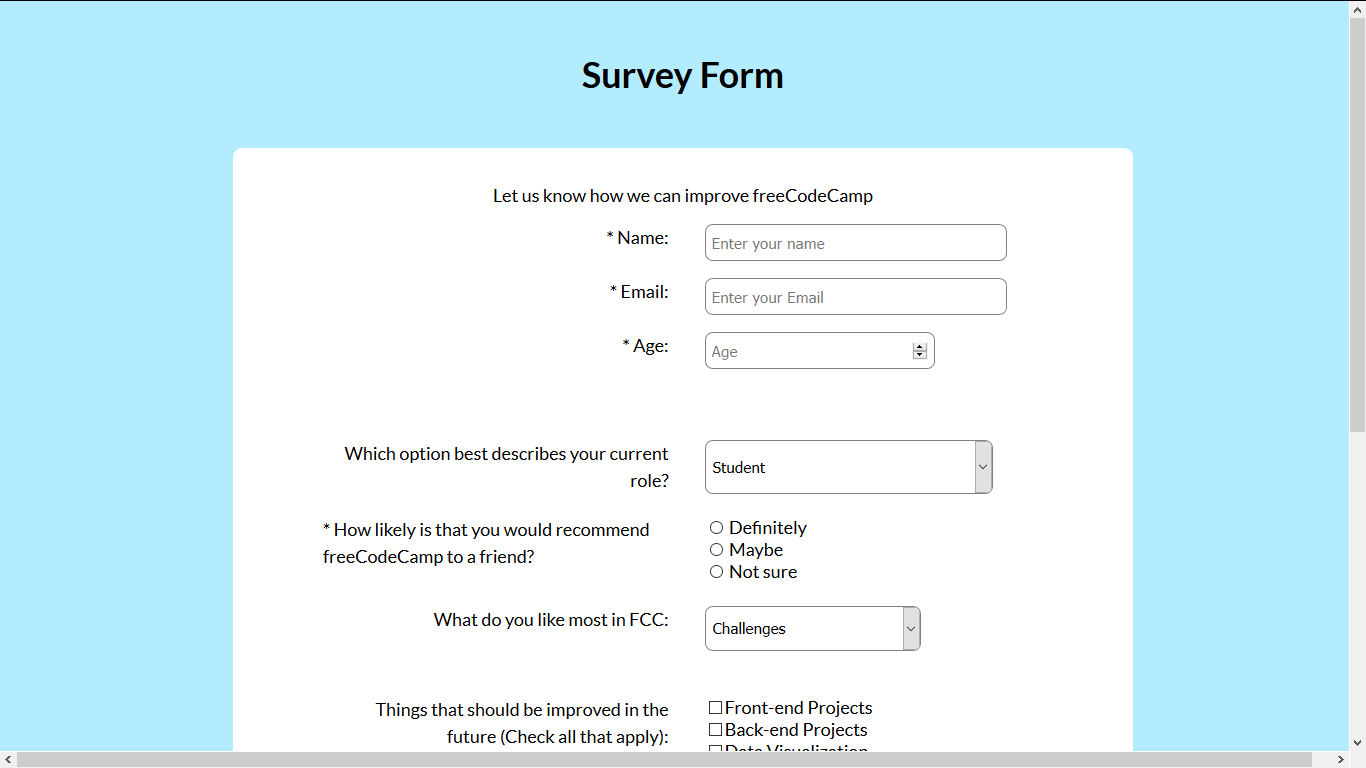 Survey Form
Let us know how we can improve freeCodeCamp
* Name:
Enter your name
* Email:
Enter your Email
* Age:
Age
Which option best describes your current
role?
Student
* How likely is that you would recommend
freeCodeCamp to a friend?
Definitely
Maybe
Not sure
What do you like most in FCC:
Challenges
Things that should be improved in the
future (Check all that apply):
Front-end Projects
Back-end Projects
Data Visualization